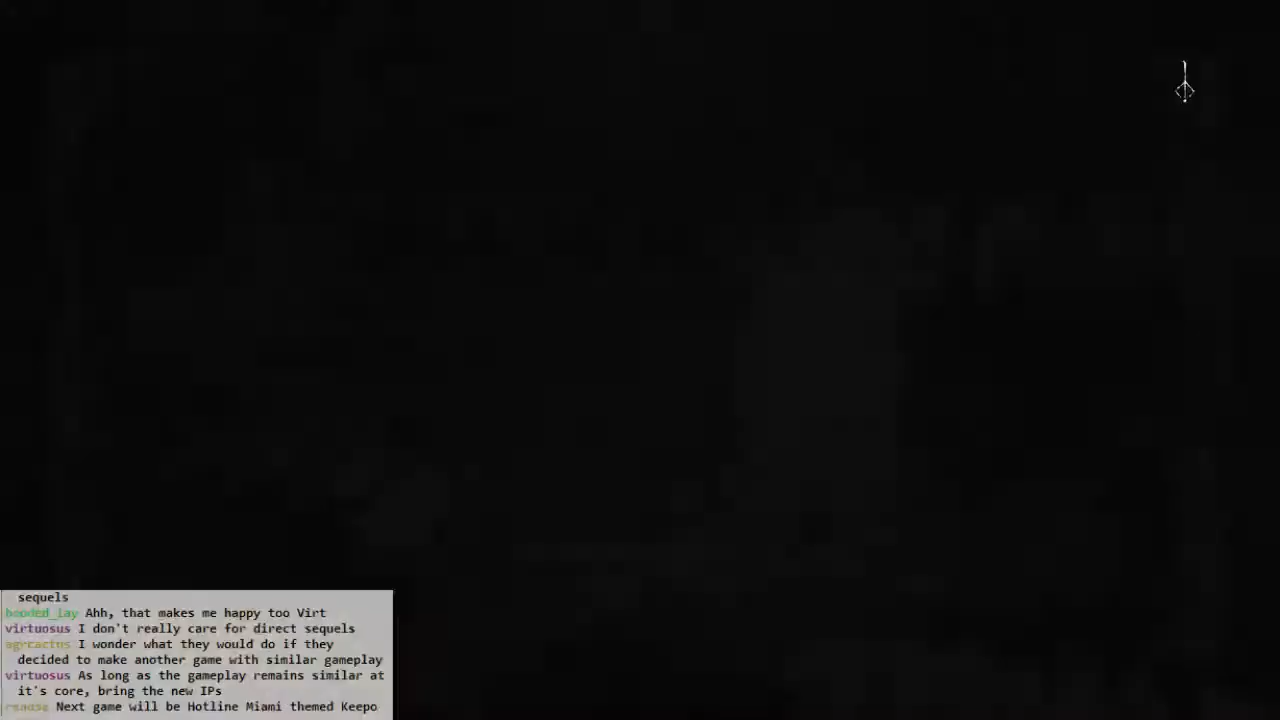 sequels
hooded_jay Ahh, that makes me happy too Virt
virtuosus I don't really care for direct sequels
I wonder what they would do if they
decided to make another game with similar gameplay
virtuosus As long as the gameplay remains similar at
it's core, bring the new IPs
Next game will be Hotline Miami themed Keepo